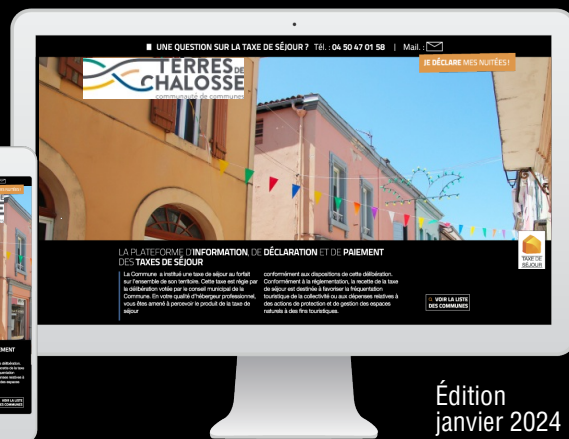 UNE QUESTION SUR LA TAXE DE SÉJOUR ? Tél. : 04 50 47 01 58 | Mail. :
JE DÉCLARE MES NUITÉES !
TERRES DE
CHALOSSE
communauté de communes
LA PLATEFORME D'INFORMATION, DE DÉCLARATION ET DE PAIEMENT
DES TAXES DE SÉJOUR
La Commune a institué une taxe de séjour au forfait
sur l'ensemble de son territoire. Cette taxe est régie par
la délibération votée par le conseil municipal de la
Commune. En votre qualité d'hébergeur professionnel,
vous êtes amené à percevoir le produit de la taxe de
séjour
conformément aux dispositions de cette délibération.
Conformément à la réglementation, la recette de la taxe
de séjour est destinée à favoriser la fréquentation
touristique de la collectivité ou aux dépenses relatives à
des actions de protection et de gestion des espaces
naturels à des fins touristiques.
TAXE DE
SÉJOUR
VOIR LA LISTE
DES COMMUNES
EMENT
VOIR LA LISTE
DES COMMUNES
Édition
janvier 2024